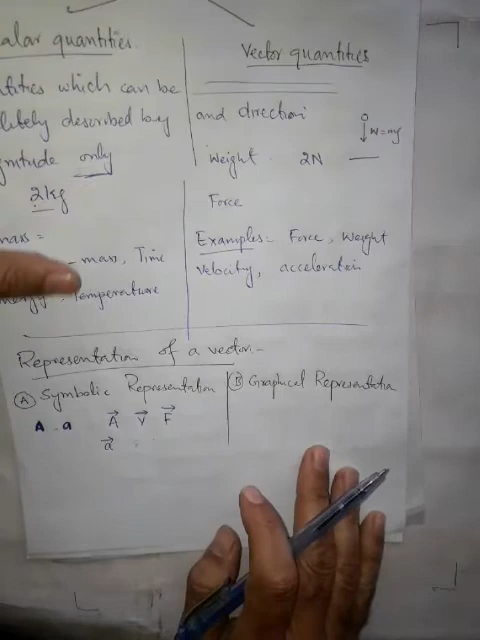 alar quantities.
ntities which can be
letely described by
gnitude only
2kg
mass =
- mass, Time
Temperature
Vector quantities
and direction
W=mg
Weight 2N
Force
Examples:- Force, Weight
velocity, acceleration
Representation of a vector-
(A) Symbolic Representation
A . a A⃗ V⃗ F⃗
a⃗
(B) Graphical Representation